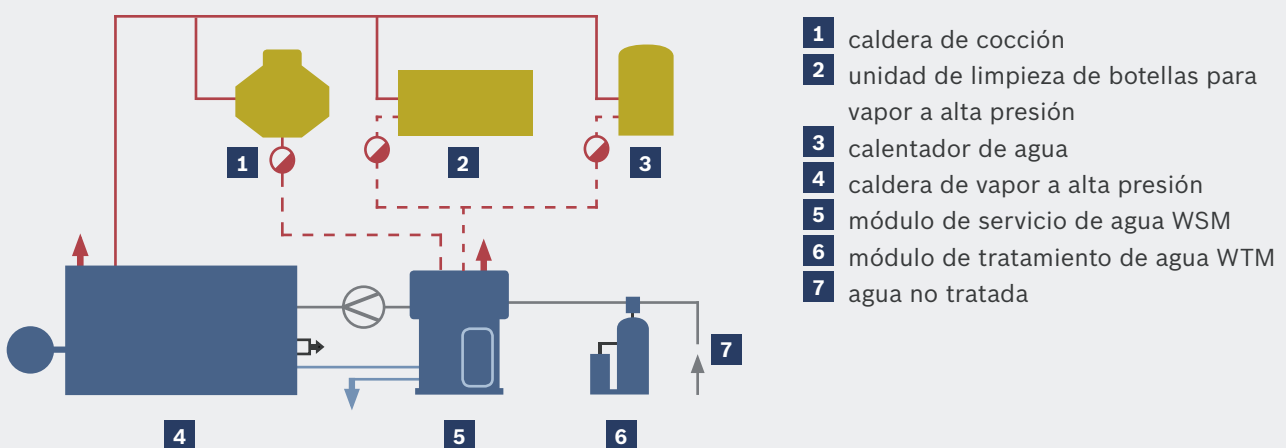 1
2
3
4
5
6
7
1 caldera de cocción
2 unidad de limpieza de botellas para
vapor a alta presión
3 calentador de agua
4 caldera de vapor a alta presión
5 módulo de servicio de agua WSM
6 módulo de tratamiento de agua WTM
7 agua no tratada